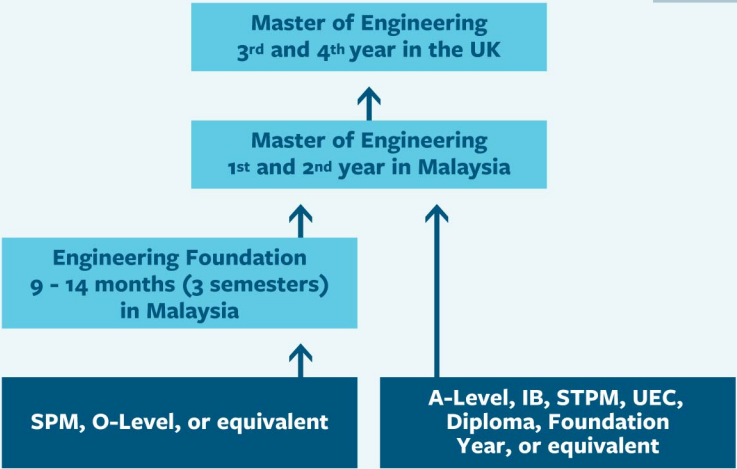 Master of Engineering
3rd and 4th year in the UK
Master of Engineering
1st and 2nd year in Malaysia
Engineering Foundation
9 - 14 months (3 semesters)
in Malaysia
SPM, O-Level, or equivalent
A-Level, IB, STPM, UEC,
Diploma, Foundation
Year, or equivalent